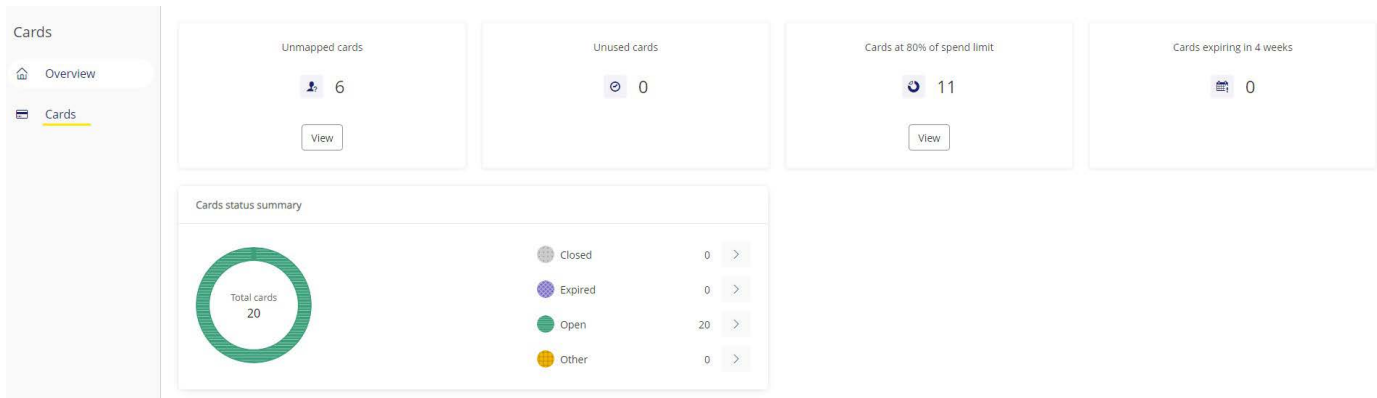 Cards
Overview
Cards
Unmapped cards
6
View
Unused cards
0
Cards at 80% of spend limit
11
View
Cards expiring in 4 weeks
0
Cards status summary
Total cards
20
Closed 0
Expired 0
Open 20
Other 0